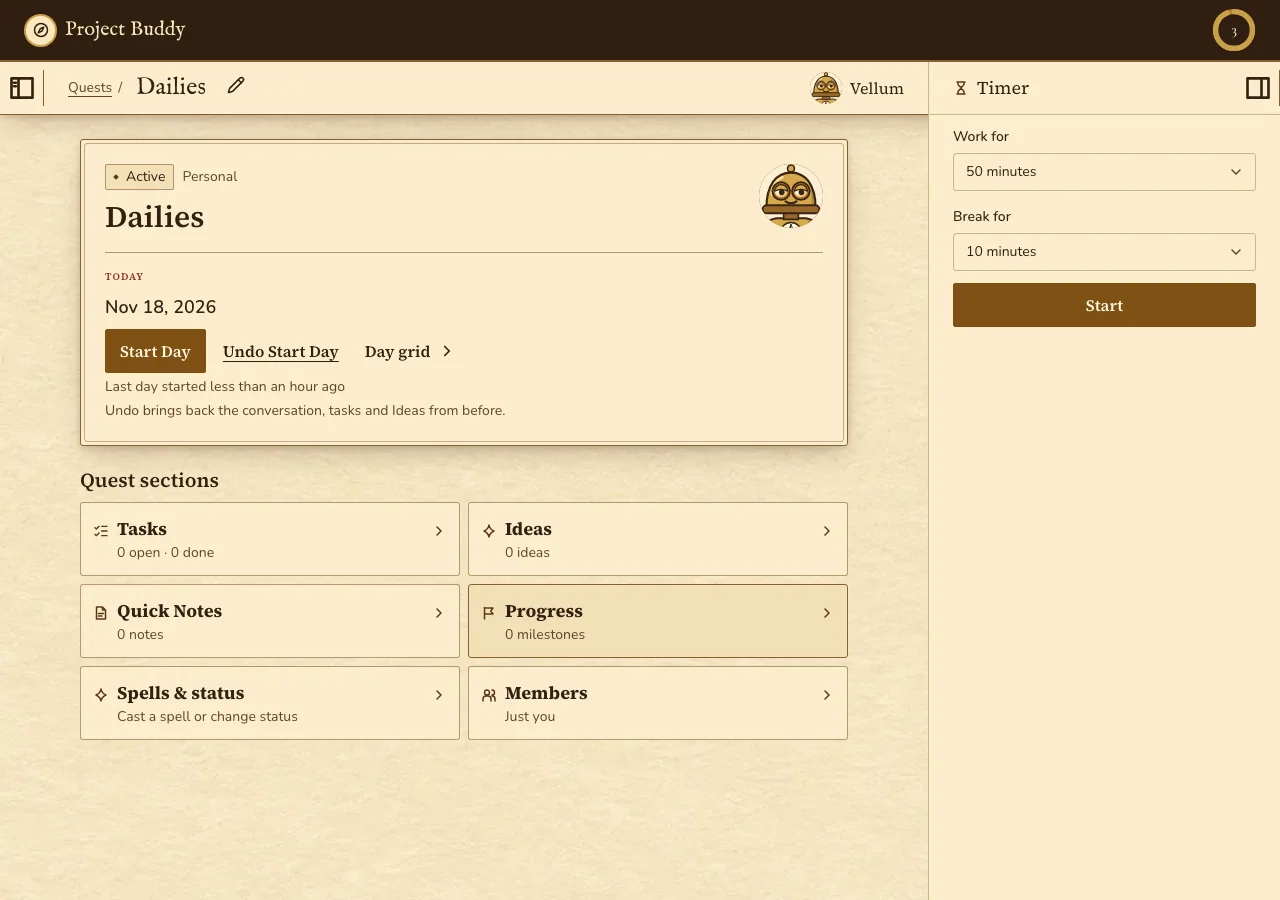 Project Buddy
3
Quests / Dailies
Vellum
Timer
Active
Personal
Dailies
TODAY
Nov 18, 2026
Start Day
Undo Start Day
Day grid
Last day started less than an hour ago
Undo brings back the conversation, tasks and Ideas from before.
Quest sections
Tasks
0 open · 0 done
Ideas
0 ideas
Quick Notes
0 notes
Progress
0 milestones
Spells & status
Cast a spell or change status
Members
Just you
Work for
50 minutes
Break for
10 minutes
Start